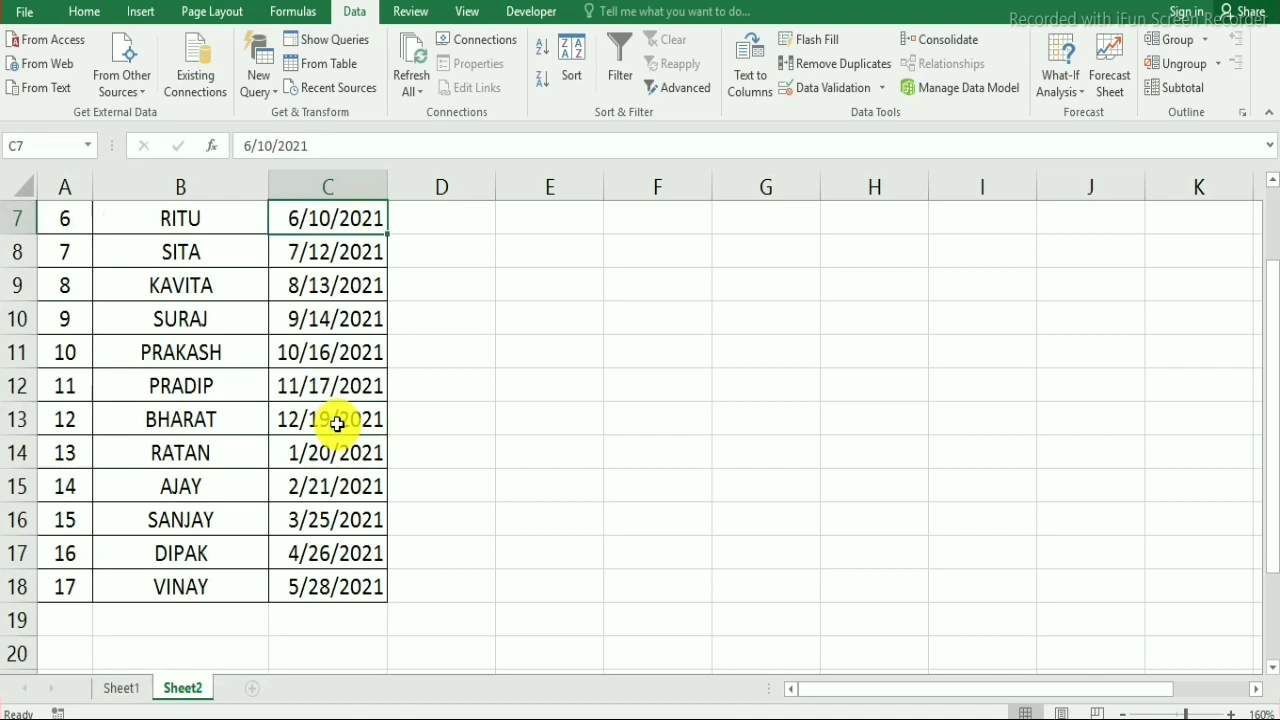 File Home Insert Page Layout Formulas Data Review View Developer Tell me what you want to do... Sign in Share
Recorded with iFun Screen Recorder
From Access
From Web
From Text
From Other Sources
Existing Connections
Get External Data
New Query
Show Queries
From Table
Recent Sources
Get & Transform
Refresh All
Connections
Properties
Edit Links
Connections
Sort
Filter
Clear
Reapply
Advanced
Sort & Filter
Text to Columns
Flash Fill
Remove Duplicates
Data Validation
Consolidate
Relationships
Manage Data Model
Data Tools
What-If Analysis
Forecast Sheet
Forecast
Group
Ungroup
Subtotal
Outline
C7 fx 6/10/2021
A B C D E F G H I J K
7 6 RITU 6/10/2021
8 7 SITA 7/12/2021
9 8 KAVITA 8/13/2021
10 9 SURAJ 9/14/2021
11 10 PRAKASH 10/16/2021
12 11 PRADIP 11/17/2021
13 12 BHARAT 12/19/2021
14 13 RATAN 1/20/2021
15 14 AJAY 2/21/2021
16 15 SANJAY 3/25/2021
17 16 DIPAK 4/26/2021
18 17 VINAY 5/28/2021
19
20
Sheet1 Sheet2
Ready 160%